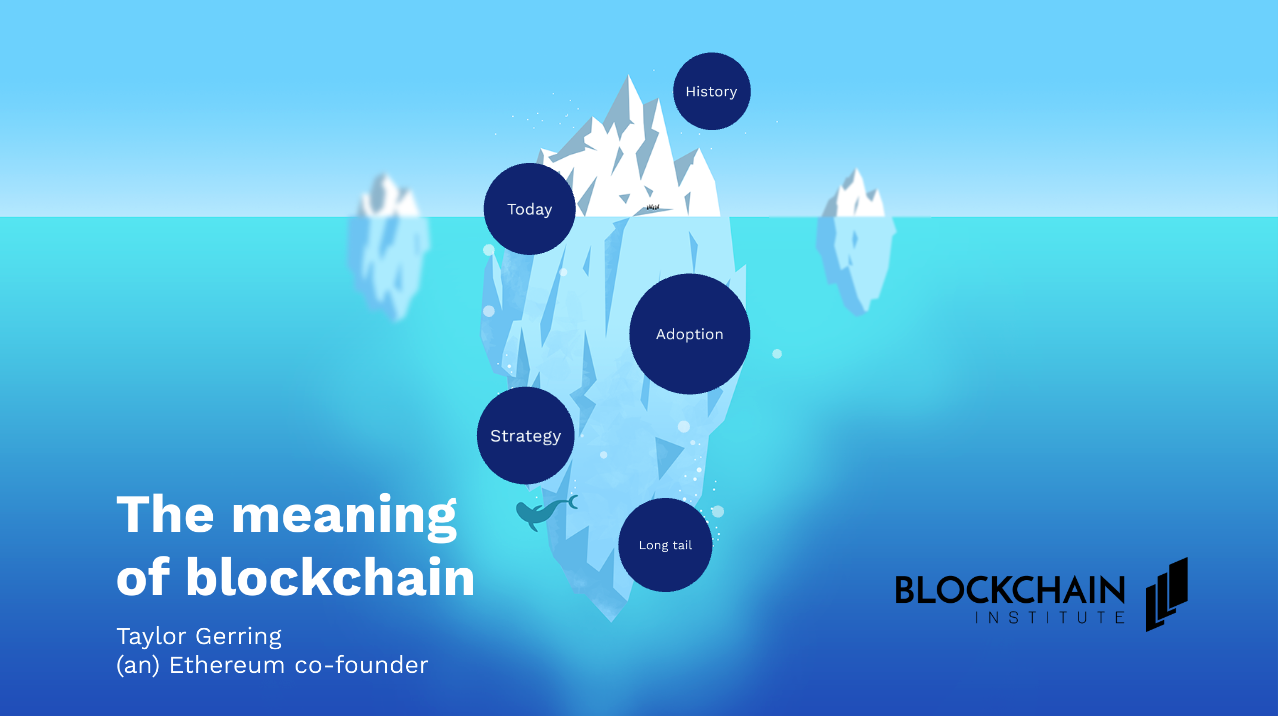 History
Today
Adoption
Strategy
Long tail
The meaning
of blockchain
Taylor Gerring
(an) Ethereum co-founder
BLOCKCHAIN
INSTITUTE